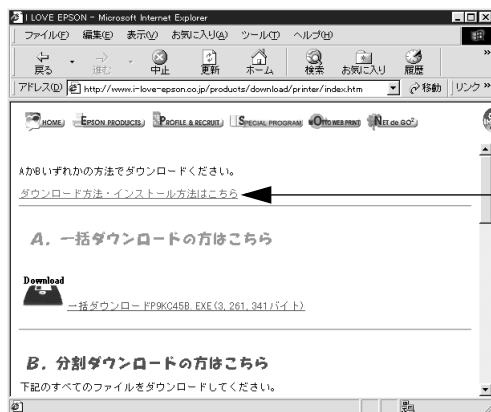 I LOVE EPSON - Microsoft Internet Explorer
ファイル(F) 編集(E) 表示(V) お気に入り(A) ツール(T) ヘルプ(H)
戻る 進む 中止 更新 ホーム 検索 お気に入り 履歴 »
アドレス(D) http://www.i-love-epson.co.jp/products/download/printer/index.htm 移動 リンク »
HOME EPSON PRODUCTS PROFILE & RECRUIT SPECIAL PROGRAM Otto WEB PRINT NET de GO²
AかBいずれかの方法でダウンロードください。
ダウンロード方法・インストール方法はこちら
A. 一括ダウンロードの方はこちら
Download
一括ダウンロードP9KC45B.EXE(3,261,341バイト)
B. 分割ダウンロードの方はこちら
下記のすべてのファイルをダウンロードしてください。